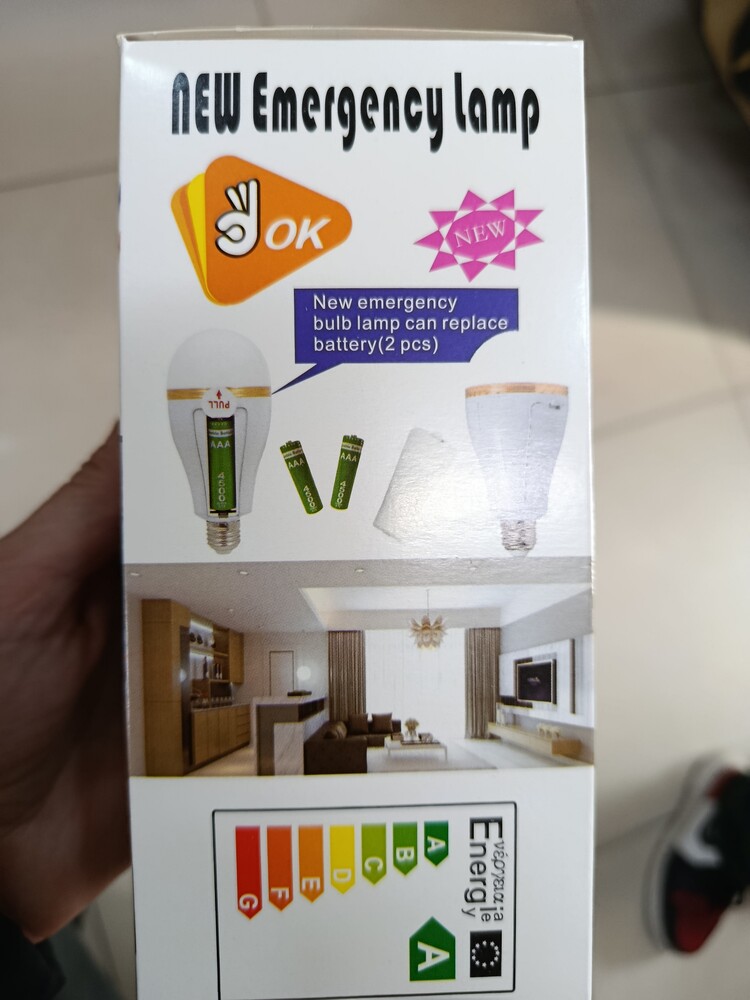 NEW Emergency Lamp
OK
NEW
New emergency
bulb lamp can replace
battery(2 pcs)
PULL
AAA
4500
AAA
4500
AAA
4500
Energy
A
B
C
D
E
F
G
A